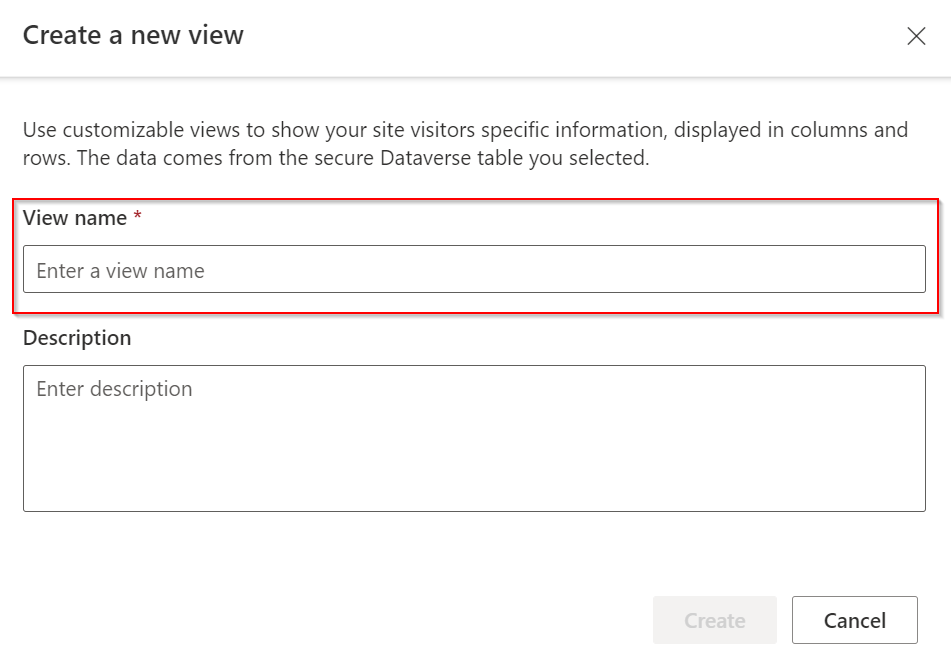 Create a new view
Use customizable views to show your site visitors specific information, displayed in columns and
rows. The data comes from the secure Dataverse table you selected.
View name *
Enter a view name
Description
Enter description
Create
Cancel